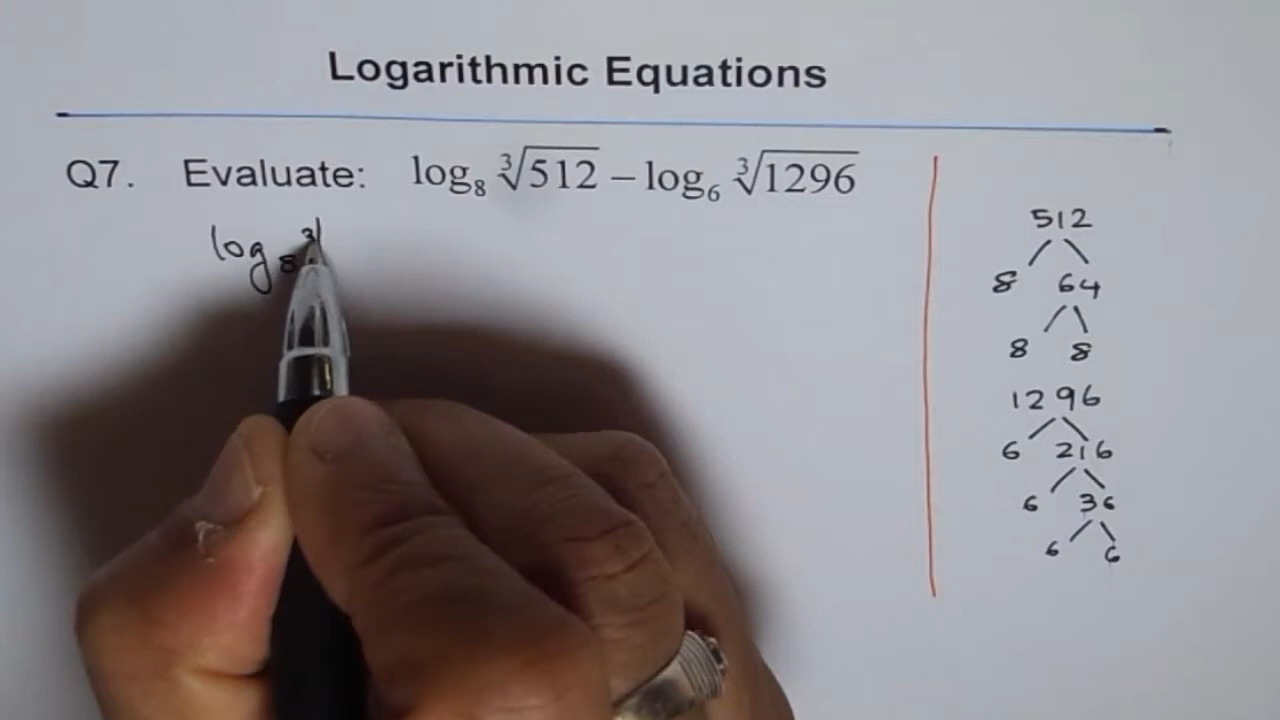 Logarithmic Equations
Q7. Evaluate: log₈ ∛512 − log₆ ∛1296
log₈ 3
512
8 64
8 8
1296
6 216
6 36
6 6